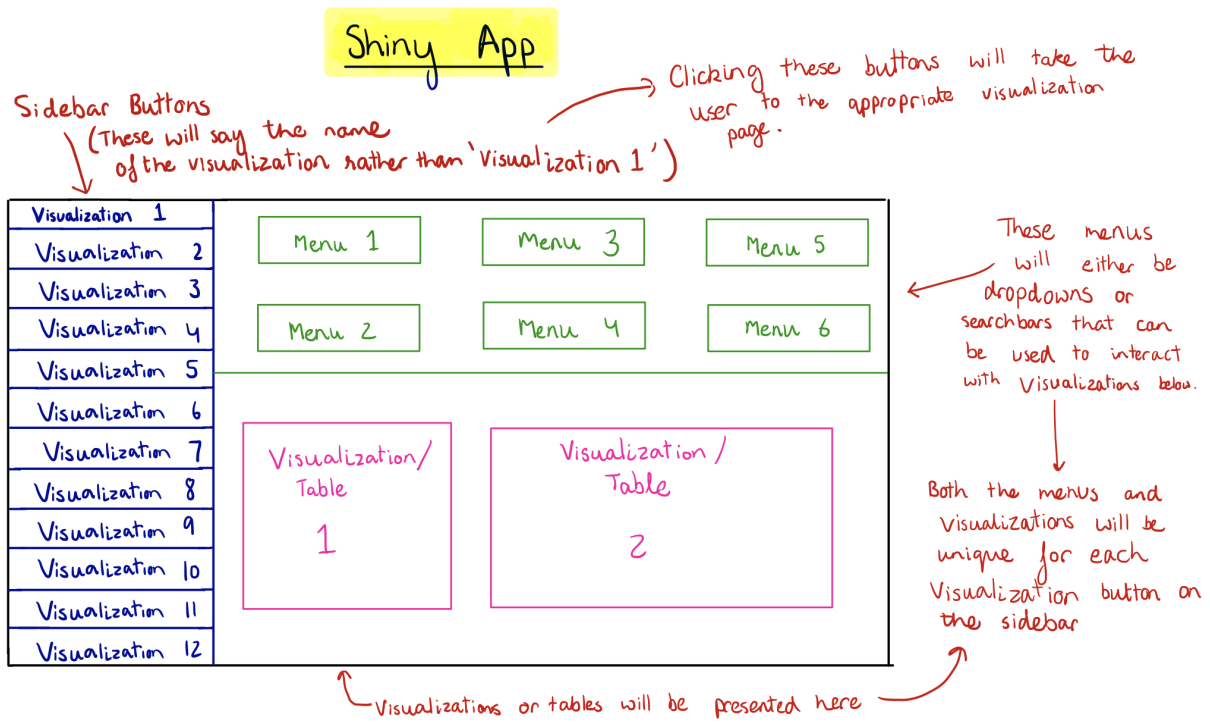 Shiny App
Sidebar Buttons
(These will say the name
of the visualization rather than 'Visualization 1')
Clicking these buttons will take the
user to the appropriate visualization
page.
Visualization 1
Visualization 2
Visualization 3
Visualization 4
Visualization 5
Visualization 6
Visualization 7
Visualization 8
Visualization 9
Visualization 10
Visualization 11
Visualization 12
Menu 1
Menu 3
Menu 5
Menu 2
Menu 4
Menu 6
Visualization/
Table
1
Visualization/
Table
2
These menus
will either be
dropdowns or
searchbars that can
be used to interact
with Visualizations below.
Both the menus and
Visualizations will be
unique for each
Visualization button on
the sidebar
Visualizations or tables will be presented here